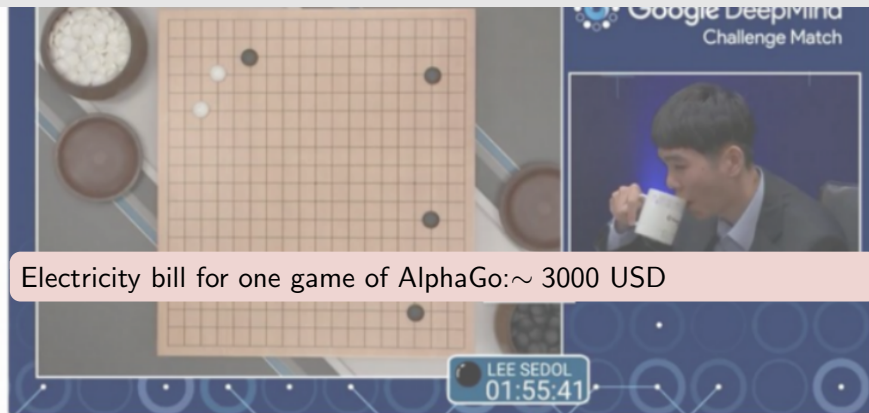 Google DeepMind
Challenge Match
Electricity bill for one game of AlphaGo:∼ 3000 USD
LEE SEDOL
01:55:41